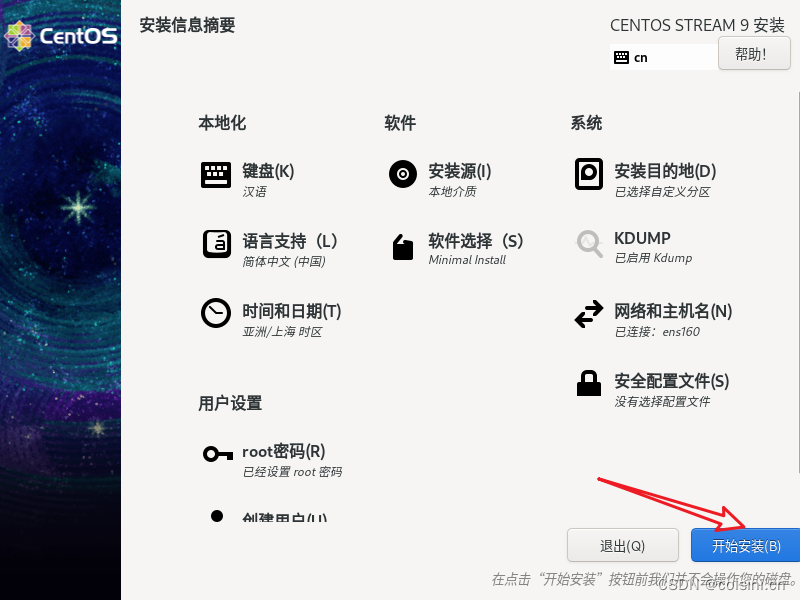 CentOS
安装信息摘要
CENTOS STREAM 9 安装
cn
帮助！
本地化
软件
系统
键盘(K)
汉语
安装源(I)
本地介质
安装目的地(D)
已选择自定义分区
语言支持（L）
简体中文 (中国)
软件选择（S）
Minimal Install
KDUMP
已启用 Kdump
时间和日期(T)
亚洲/上海 时区
网络和主机名(N)
已连接：ens160
安全配置文件(S)
没有选择配置文件
用户设置
root密码(R)
已经设置 root 密码
创建用户(U)
退出(Q)
开始安装(B)
在点击“开始安装”按钮前我们并不会操作您的磁盘。
CSDN @coisini.cn